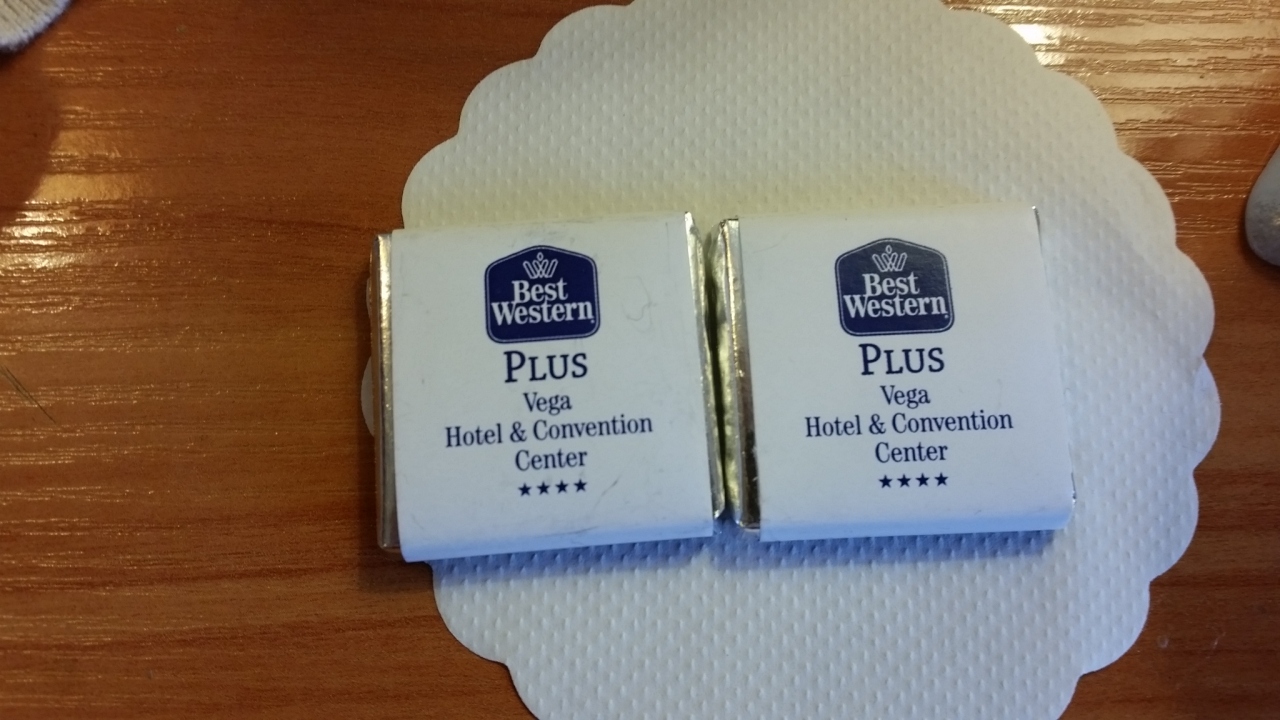 Best
Western
PLUS
Vega
Hotel & Convention
Center
★★★★
Best
Western
PLUS
Vega
Hotel & Convention
Center
★★★★